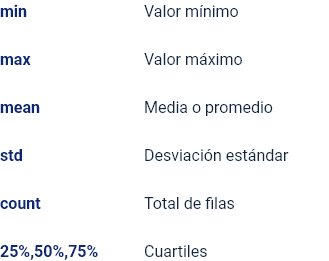 min Valor mínimo
max Valor máximo
mean Media o promedio
std Desviación estándar
count Total de filas
25%,50%,75% Cuartiles